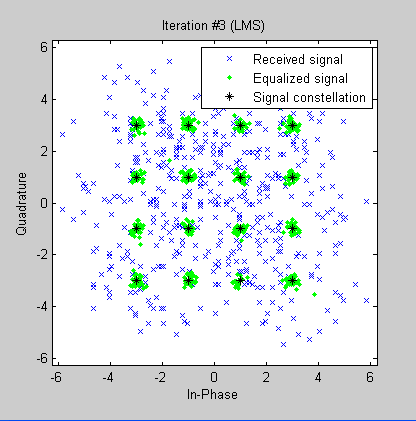 Iteration #3 (LMS)
Received signal
Equalized signal
Signal constellation
Quadrature
6
4
2
0
-2
-4
-6
-6 -4 -2 0 2 4 6
In-Phase